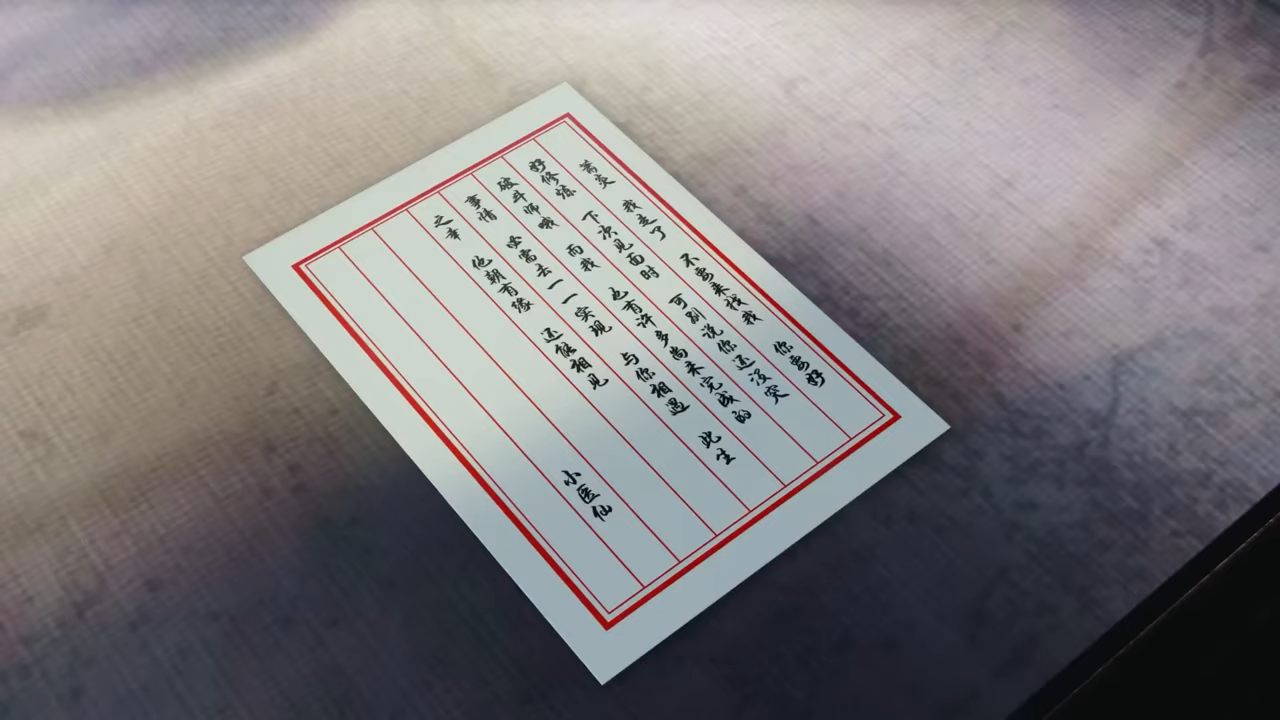 萧炎 我走了 不要来找我 你要好
好修炼 下次见面时 可别说你还没突
破斗师哦 而我 也有许多尚未完成的
事情 必需去一一实现 与你相遇 此生
之幸 他朝有缘 还能相见
小医仙